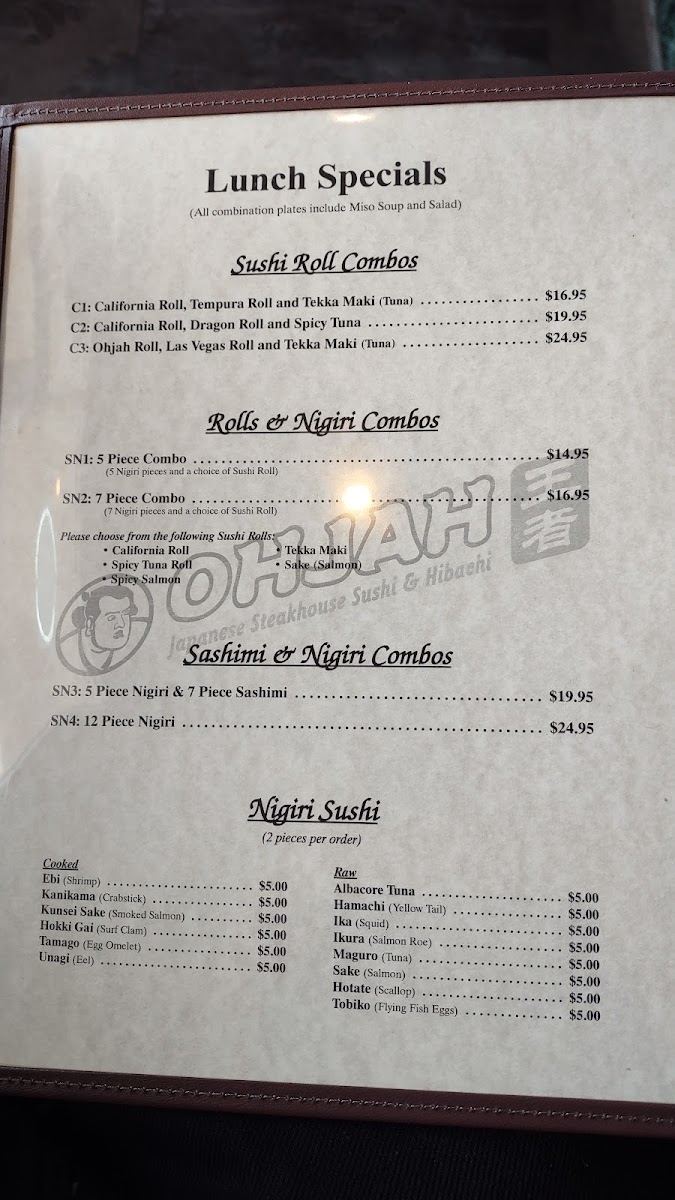 Lunch Specials
(All combination plates include Miso Soup and Salad)
Sushi Roll Combos
C1: California Roll, Tempura Roll and Tekka Maki (Tuna) ................. $16.95
C2: California Roll, Dragon Roll and Spicy Tuna ........................ $19.95
C3: Ohjah Roll, Las Vegas Roll and Tekka Maki (Tuna) ................... $24.95
Rolls & Nigiri Combos
SN1: 5 Piece Combo .................................................. $14.95
(5 Nigiri pieces and a choice of Sushi Roll)
SN2: 7 Piece Combo .................................................. $16.95
(7 Nigiri pieces and a choice of Sushi Roll)
Please choose from the following Sushi Rolls:
• California Roll • Tekka Maki
• Spicy Tuna Roll • Sake (Salmon)
• Spicy Salmon
OHJAH 王者
Japanese Steakhouse Sushi & Hibachi
Sashimi & Nigiri Combos
SN3: 5 Piece Nigiri & 7 Piece Sashimi .................................. $19.95
SN4: 12 Piece Nigiri ................................................ $24.95
Nigiri Sushi
(2 pieces per order)
Cooked
Ebi (Shrimp) ........................ $5.00
Kanikama (Crabstick) ................ $5.00
Kunsei Sake (Smoked Salmon) .......... $5.00
Hokki Gai (Surf Clam) ................ $5.00
Tamago (Egg Omelet) ................. $5.00
Unagi (Eel) ......................... $5.00
Raw
Albacore Tuna ....................... $5.00
Hamachi (Yellow Tail) ................ $5.00
Ika (Squid) ......................... $5.00
Ikura (Salmon Roe) .................. $5.00
Maguro (Tuna) ....................... $5.00
Sake (Salmon) ....................... $5.00
Hotate (Scallop) .................... $5.00
Tobiko (Flying Fish Eggs) ............. $5.00